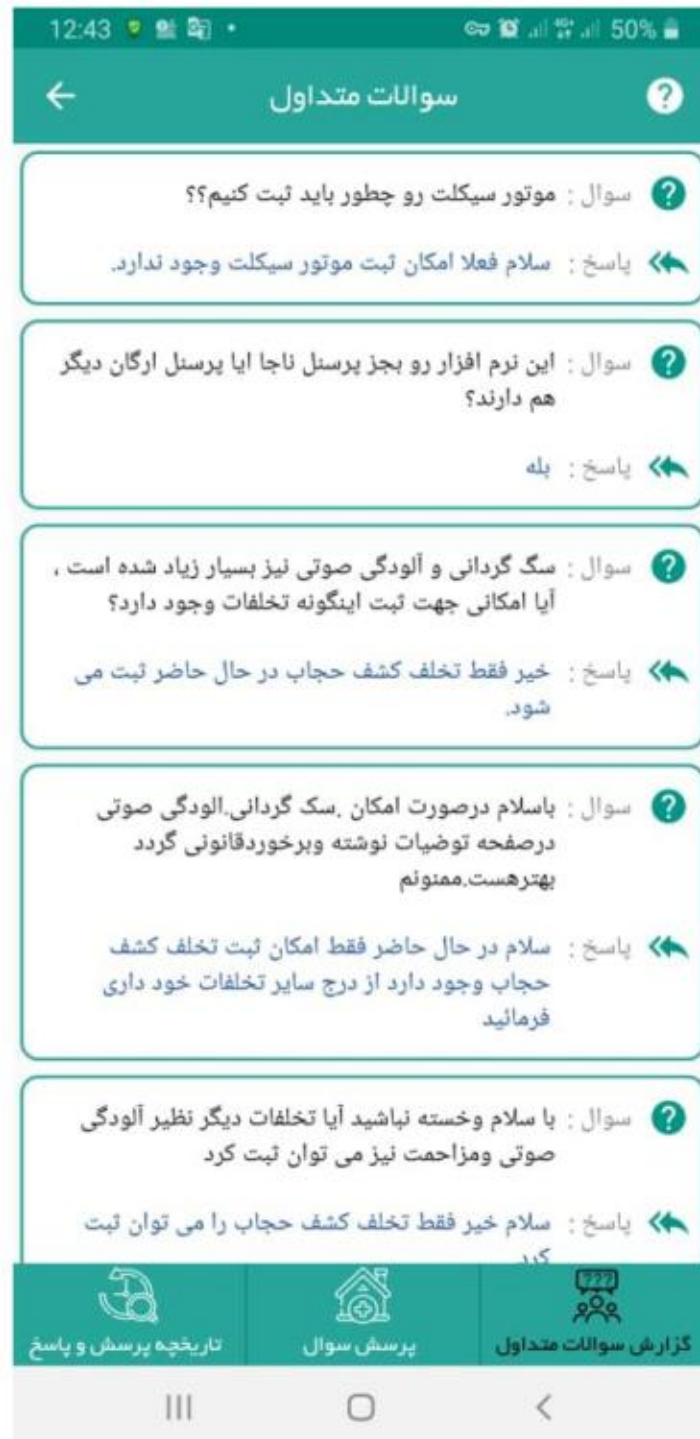 12:43
4G+
50%
سوالات متداول
سوال : موتور سیکلت رو چطور باید ثبت کنیم؟؟
پاسخ : سلام فعلا امکان ثبت موتور سیکلت وجود ندارد.
سوال : این نرم افزار رو بجز پرسنل ناجا ایا پرسنل ارگان دیگر
هم دارند؟
پاسخ : بله
سوال : سگ گردانی و آلودگی صوتی نیز بسیار زیاد شده است ،
آیا امکانی جهت ثبت اینگونه تخلفات وجود دارد؟
پاسخ : خیر فقط تخلف کشف حجاب در حال حاضر ثبت می
شود.
سوال : باسلام درصورت امکان .سک گردانی.الودگی صوتی
درصفحه توضیات نوشته وبرخوردقانونی گردد
بهترهست.ممنونم
پاسخ : سلام در حال حاضر فقط امکان ثبت تخلف کشف
حجاب وجود دارد از درج سایر تخلفات خود داری
فرمائید
سوال : با سلام وخسته نباشید آیا تخلفات دیگر نظیر آلودگی
صوتی ومزاحمت نیز می توان ثبت کرد
پاسخ : سلام خیر فقط تخلف کشف حجاب را می توان ثبت
???
گزارش سوالات متداول
پرسش سوال
تاریخچه پرسش و پاسخ